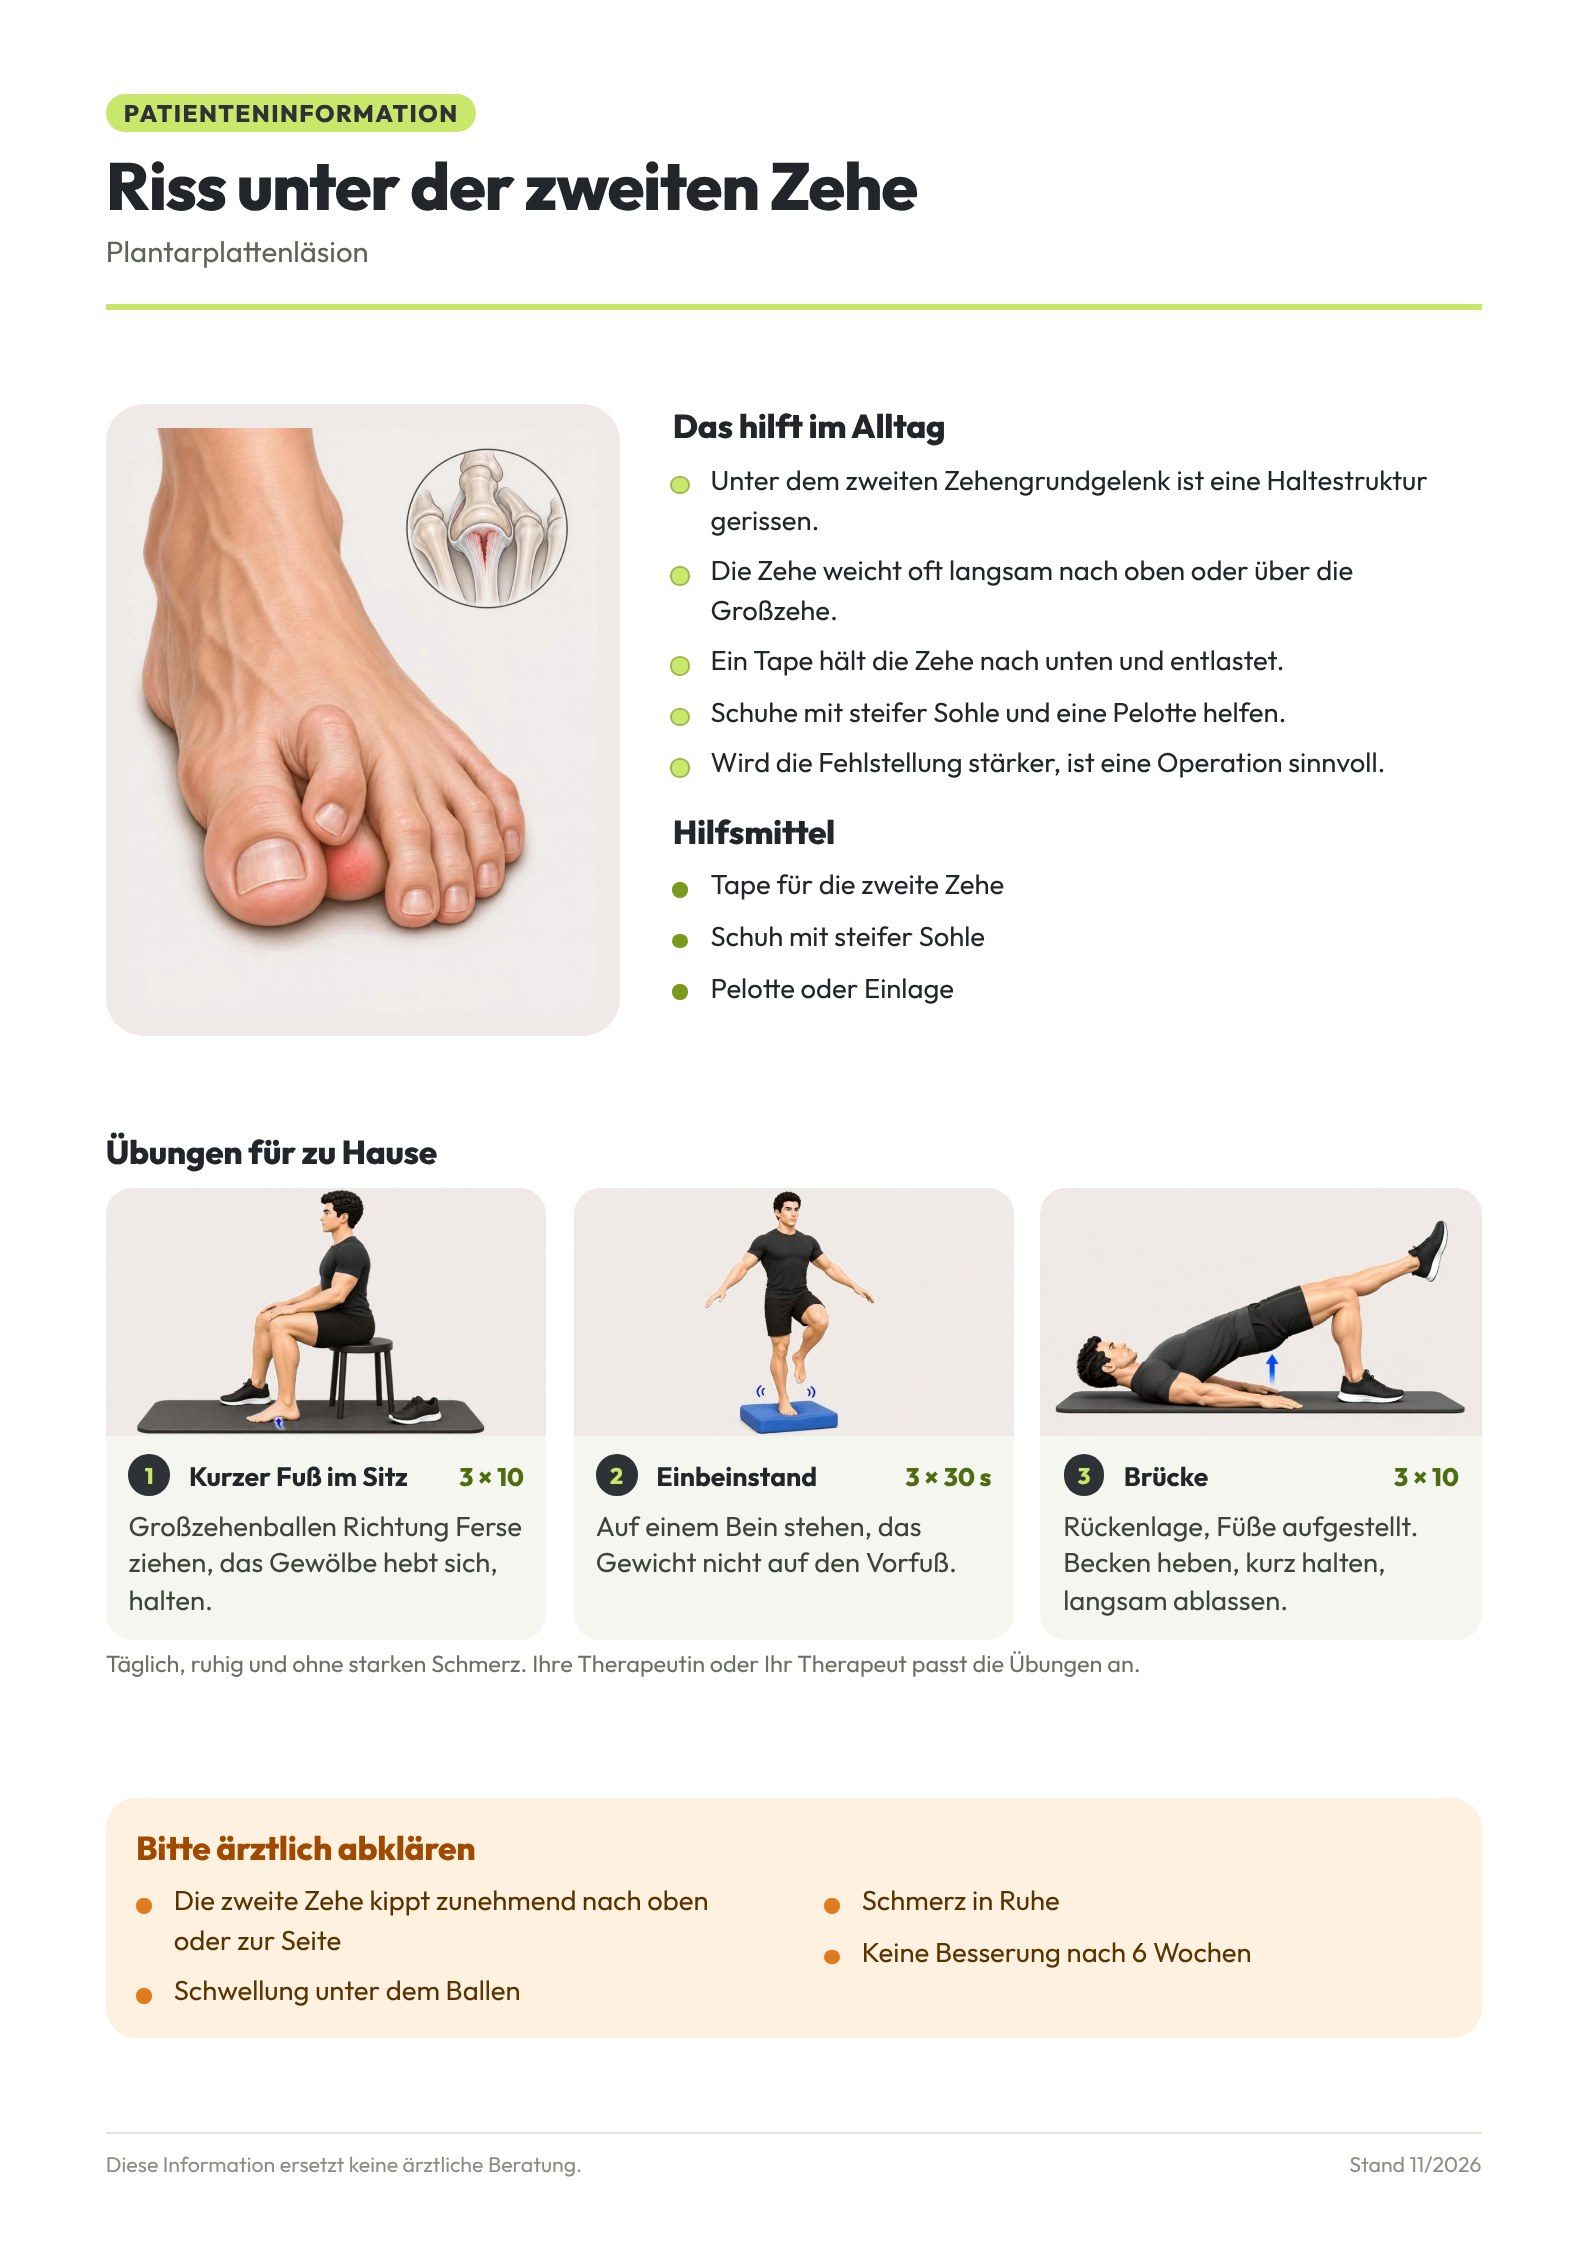 PATIENTENINFORMATION
Riss unter der zweiten Zehe
Plantarplattenläsion
Das hilft im Alltag
Unter dem zweiten Zehengrundgelenk ist eine Haltestruktur
gerissen.
Die Zehe weicht oft langsam nach oben oder über die
Großzehe.
Ein Tape hält die Zehe nach unten und entlastet.
Schuhe mit steifer Sohle und eine Pelotte helfen.
Wird die Fehlstellung stärker, ist eine Operation sinnvoll.
Hilfsmittel
Tape für die zweite Zehe
Schuh mit steifer Sohle
Pelotte oder Einlage
Übungen für zu Hause
1 Kurzer Fuß im Sitz 3 × 10
Großzehenballen Richtung Ferse
ziehen, das Gewölbe hebt sich,
halten.
2 Einbeinstand 3 × 30 s
Auf einem Bein stehen, das
Gewicht nicht auf den Vorfuß.
3 Brücke 3 × 10
Rückenlage, Füße aufgestellt.
Becken heben, kurz halten,
langsam ablassen.
Täglich, ruhig und ohne starken Schmerz. Ihre Therapeutin oder Ihr Therapeut passt die Übungen an.
Bitte ärztlich abklären
Die zweite Zehe kippt zunehmend nach oben
oder zur Seite
Schwellung unter dem Ballen
Schmerz in Ruhe
Keine Besserung nach 6 Wochen
Diese Information ersetzt keine ärztliche Beratung.
Stand 11/2026